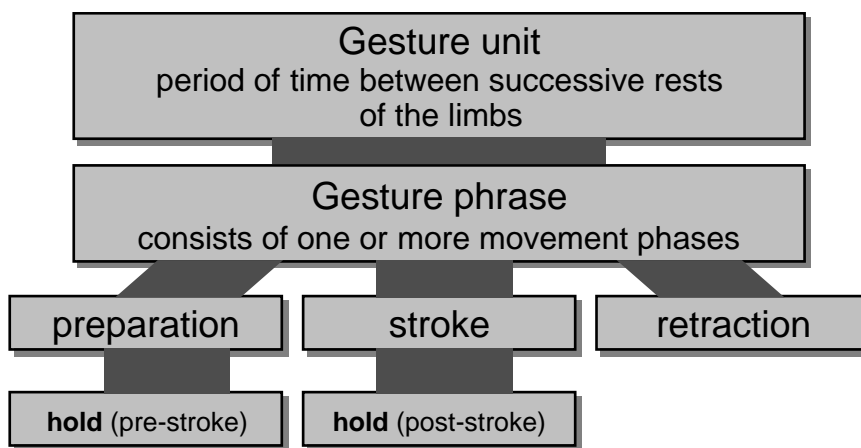 Gesture unit
period of time between successive rests
of the limbs
Gesture phrase
consists of one or more movement phases
preparation
stroke
retraction
hold (pre-stroke)
hold (post-stroke)